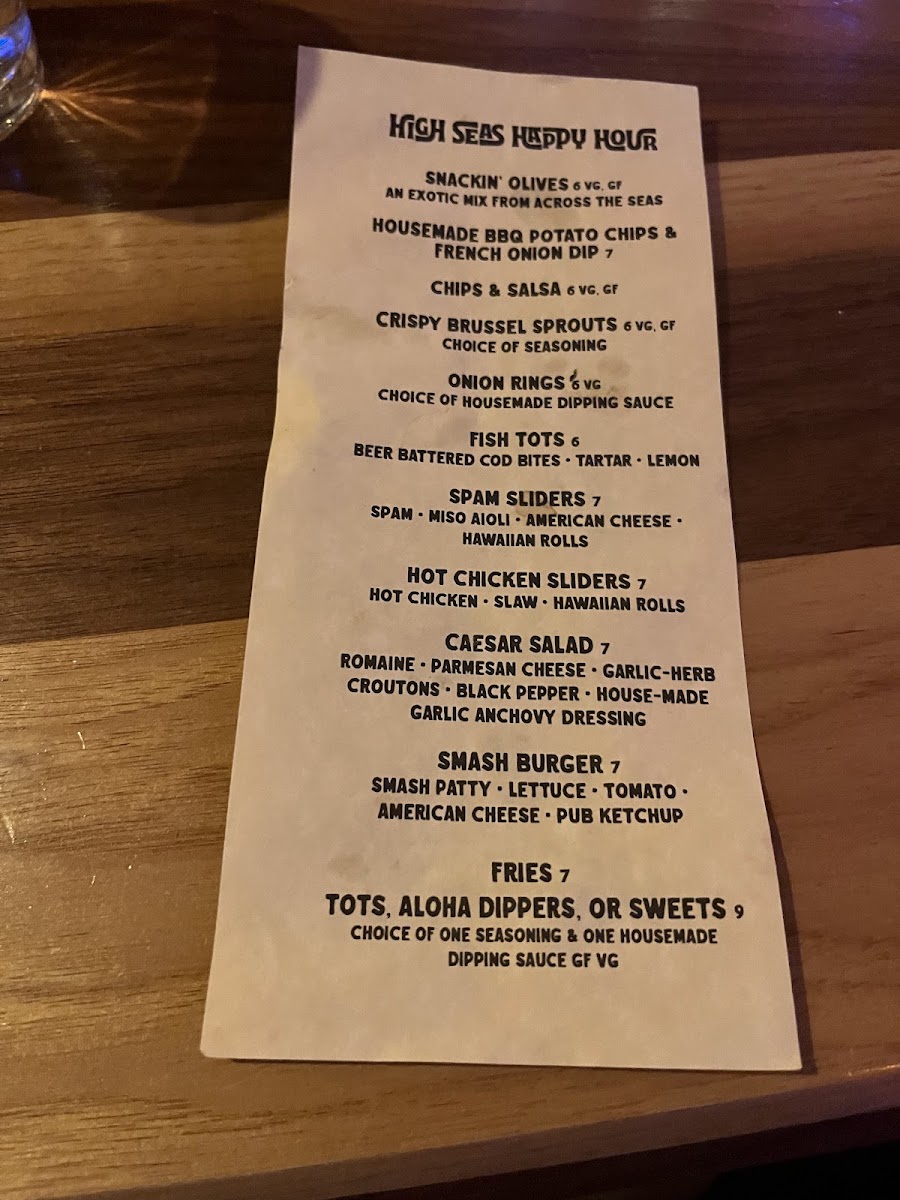 HIGH SEAS HAPPY HOUR
SNACKIN' OLIVES 6 VG, GF
AN EXOTIC MIX FROM ACROSS THE SEAS
HOUSEMADE BBQ POTATO CHIPS &
FRENCH ONION DIP 7
CHIPS & SALSA 6 VG, GF
CRISPY BRUSSEL SPROUTS 6 VG, GF
CHOICE OF SEASONING
ONION RINGS 6 VG
CHOICE OF HOUSEMADE DIPPING SAUCE
FISH TOTS 6
BEER BATTERED COD BITES • TARTAR • LEMON
SPAM SLIDERS 7
SPAM • MISO AIOLI • AMERICAN CHEESE •
HAWAIIAN ROLLS
HOT CHICKEN SLIDERS 7
HOT CHICKEN • SLAW • HAWAIIAN ROLLS
CAESAR SALAD 7
ROMAINE • PARMESAN CHEESE • GARLIC-HERB
CROUTONS • BLACK PEPPER • HOUSE-MADE
GARLIC ANCHOVY DRESSING
SMASH BURGER 7
SMASH PATTY • LETTUCE • TOMATO •
AMERICAN CHEESE • PUB KETCHUP
FRIES 7
TOTS, ALOHA DIPPERS, OR SWEETS 9
CHOICE OF ONE SEASONING & ONE HOUSEMADE
DIPPING SAUCE GF VG